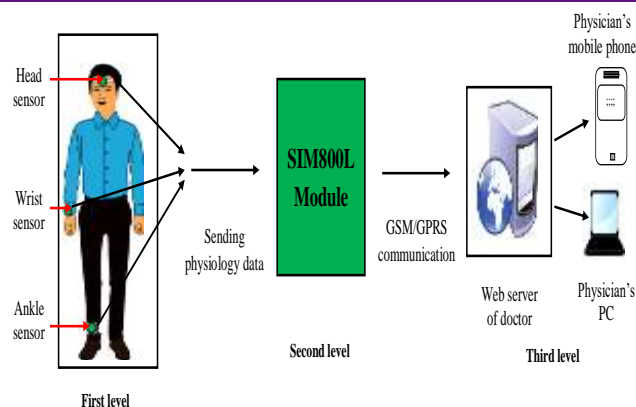 Head
sensor
Wrist
sensor
Ankle
sensor
First level
Sending
physiology data
SIM800L
Module
Second level
GSM/GPRS
communication
Web server
of doctor
Physician's
mobile phone
Physician's
PC
Third level